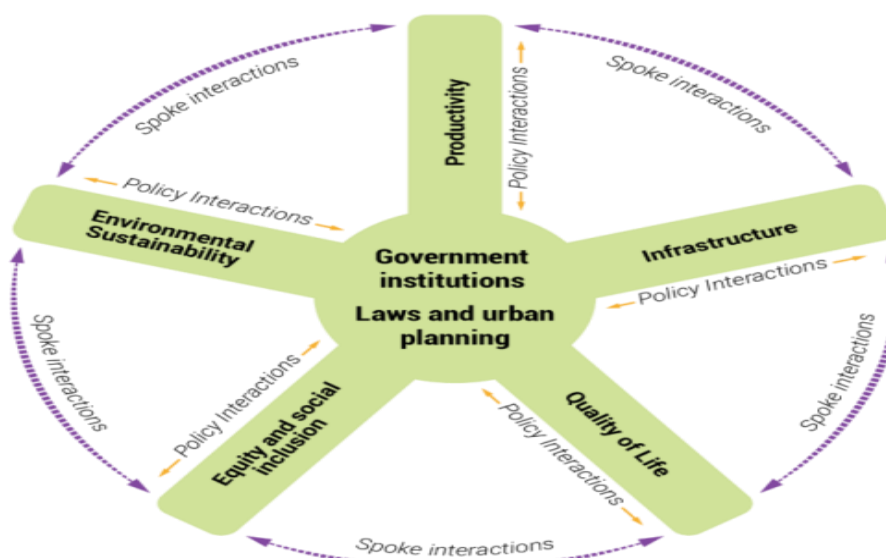 Spoke interactions
Productivity
Policy Interactions
Spoke interactions
Policy Interactions
Environmental
Sustainability
Government
institutions
Laws and urban
planning
Infrastructure
Policy Interactions
Spoke interactions
Policy Interactions
Equity and social
inclusion
Policy Interactions
Quality of Life
Spoke interactions
Spoke interactions